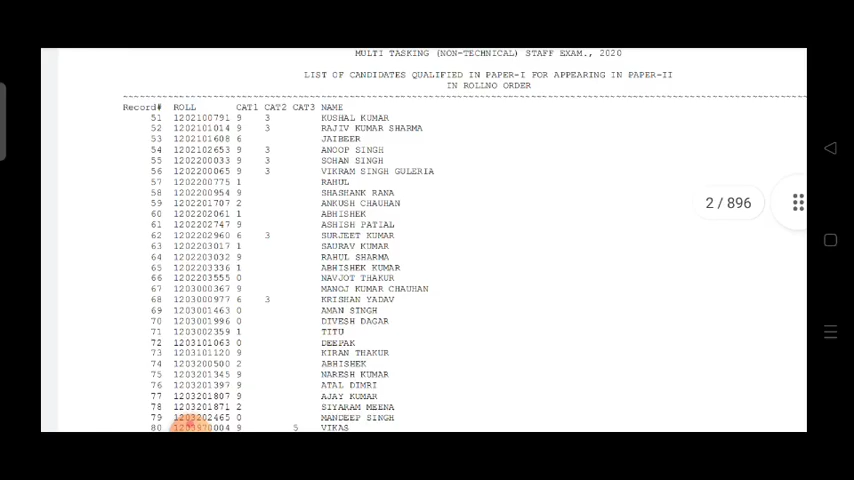 MULTI TASKING (NON-TECHNICAL) STAFF EXAM., 2020
LIST OF CANDIDATES QUALIFIED IN PAPER-I FOR APPEARING IN PAPER-II
IN ROLLNO ORDER
Record# ROLL CAT1 CAT2 CAT3 NAME
51 1202100791 9 3 KUSHAL KUMAR
52 1202101014 9 3 RAJIV KUMAR SHARMA
53 1202101608 6 JAIBEER
54 1202102653 9 3 ANOOP SINGH
55 1202200033 9 3 SOHAN SINGH
56 1202200065 9 3 VIKRAM SINGH GULERIA
57 1202200775 1 RAHUL
58 1202200954 9 SHASHANK RANA
59 1202201707 2 ANKUSH CHAUHAN
60 1202202061 1 ABHISHEK
61 1202202747 9 ASHISH PATIAL
62 1202202960 6 3 SURJEET KUMAR
63 1202203017 1 SAURAV KUMAR
64 1202203032 9 RAHUL SHARMA
65 1202203336 1 ABHISHEK KUMAR
66 1202203555 0 NAVJOT THAKUR
67 1203000367 9 MANOJ KUMAR CHAUHAN
68 1203000977 6 3 KRISHAN YADAV
69 1203001463 0 AMAN SINGH
70 1203001996 0 DIVESH DAGAR
71 1203002359 1 TITU
72 1203101063 0 DEEPAK
73 1203101120 9 KIRAN THAKUR
74 1203200500 2 ABHISHEK
75 1203201345 9 NARESH KUMAR
76 1203201397 9 ATAL DIMRI
77 1203201807 9 AJAY KUMAR
78 1203201871 2 SIYARAM MEENA
79 1203202465 0 MANDEEP SINGH
80 1203970004 9 5 VIKAS
2 / 896